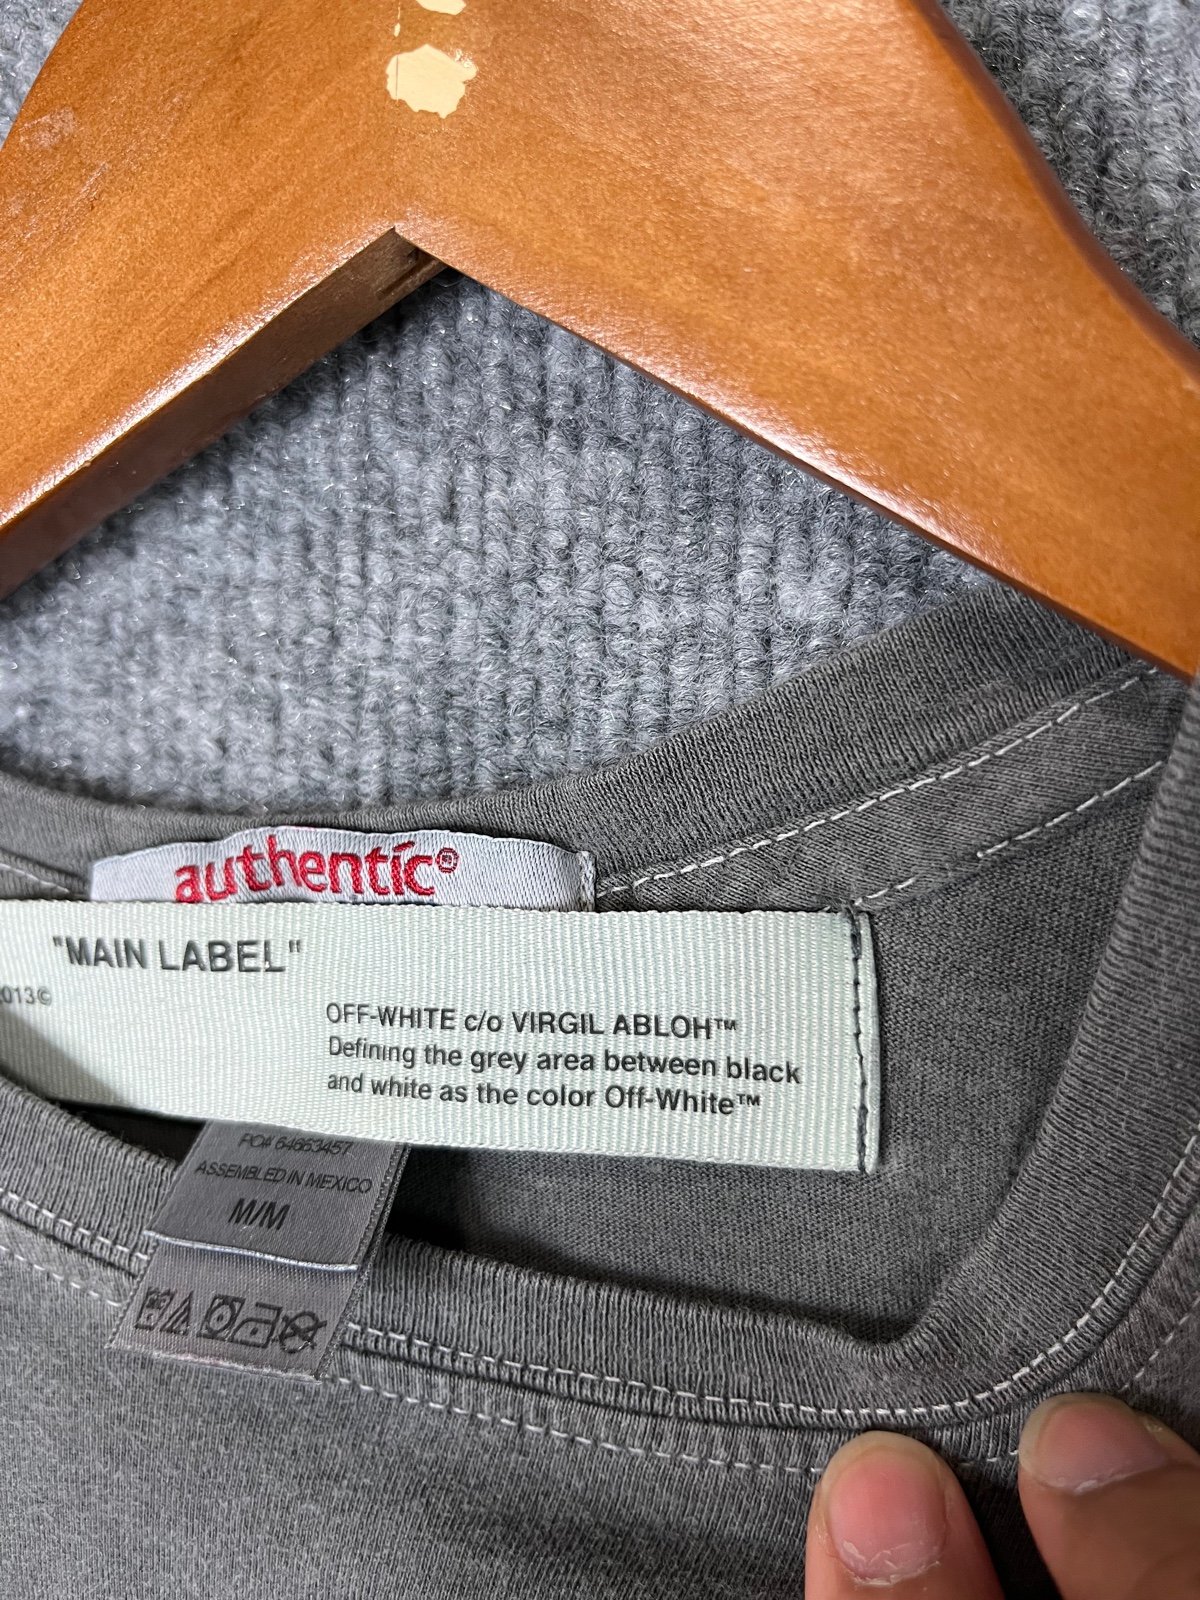 authentic®
"MAIN LABEL"
2013©
OFF-WHITE c/o VIRGIL ABLOH™
Defining the grey area between black
and white as the color Off-White™
PO# 64663457
ASSEMBLED IN MEXICO
M/M